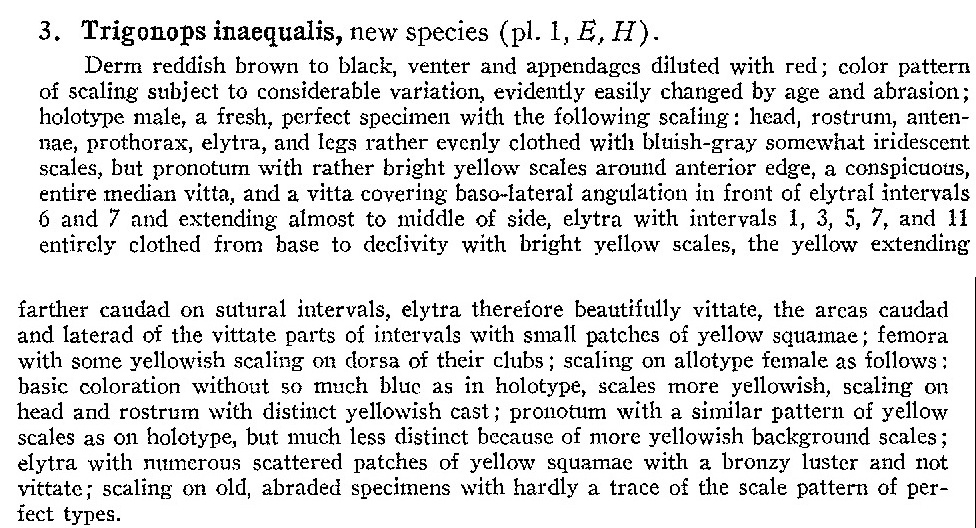 3. Trigonops inaequalis, new species (pl. 1, E, H).
Derm reddish brown to black, venter and appendages diluted with red; color pattern
of scaling subject to considerable variation, evidently easily changed by age and abrasion;
holotype male, a fresh, perfect specimen with the following scaling: head, rostrum, anten-
nae, prothorax, elytra, and legs rather evenly clothed with bluish-gray somewhat iridescent
scales, but pronotum with rather bright yellow scales around anterior edge, a conspicuous,
entire median vitta, and a vitta covering baso-lateral angulation in front of elytral intervals
6 and 7 and extending almost to middle of side, elytra with intervals 1, 3, 5, 7, and 11
entirely clothed from base to declivity with bright yellow scales, the yellow extending
farther caudad on sutural intervals, elytra therefore beautifully vittate, the areas caudad
and laterad of the vittate parts of intervals with small patches of yellow squamae; femora
with some yellowish scaling on dorsa of their clubs; scaling on allotype female as follows:
basic coloration without so much blue as in holotype, scales more yellowish, scaling on
head and rostrum with distinct yellowish cast; pronotum with a similar pattern of yellow
scales as on holotype, but much less distinct because of more yellowish background scales;
elytra with numerous scattered patches of yellow squamae with a bronzy luster and not
vittate; scaling on old, abraded specimens with hardly a trace of the scale pattern of per-
fect types.